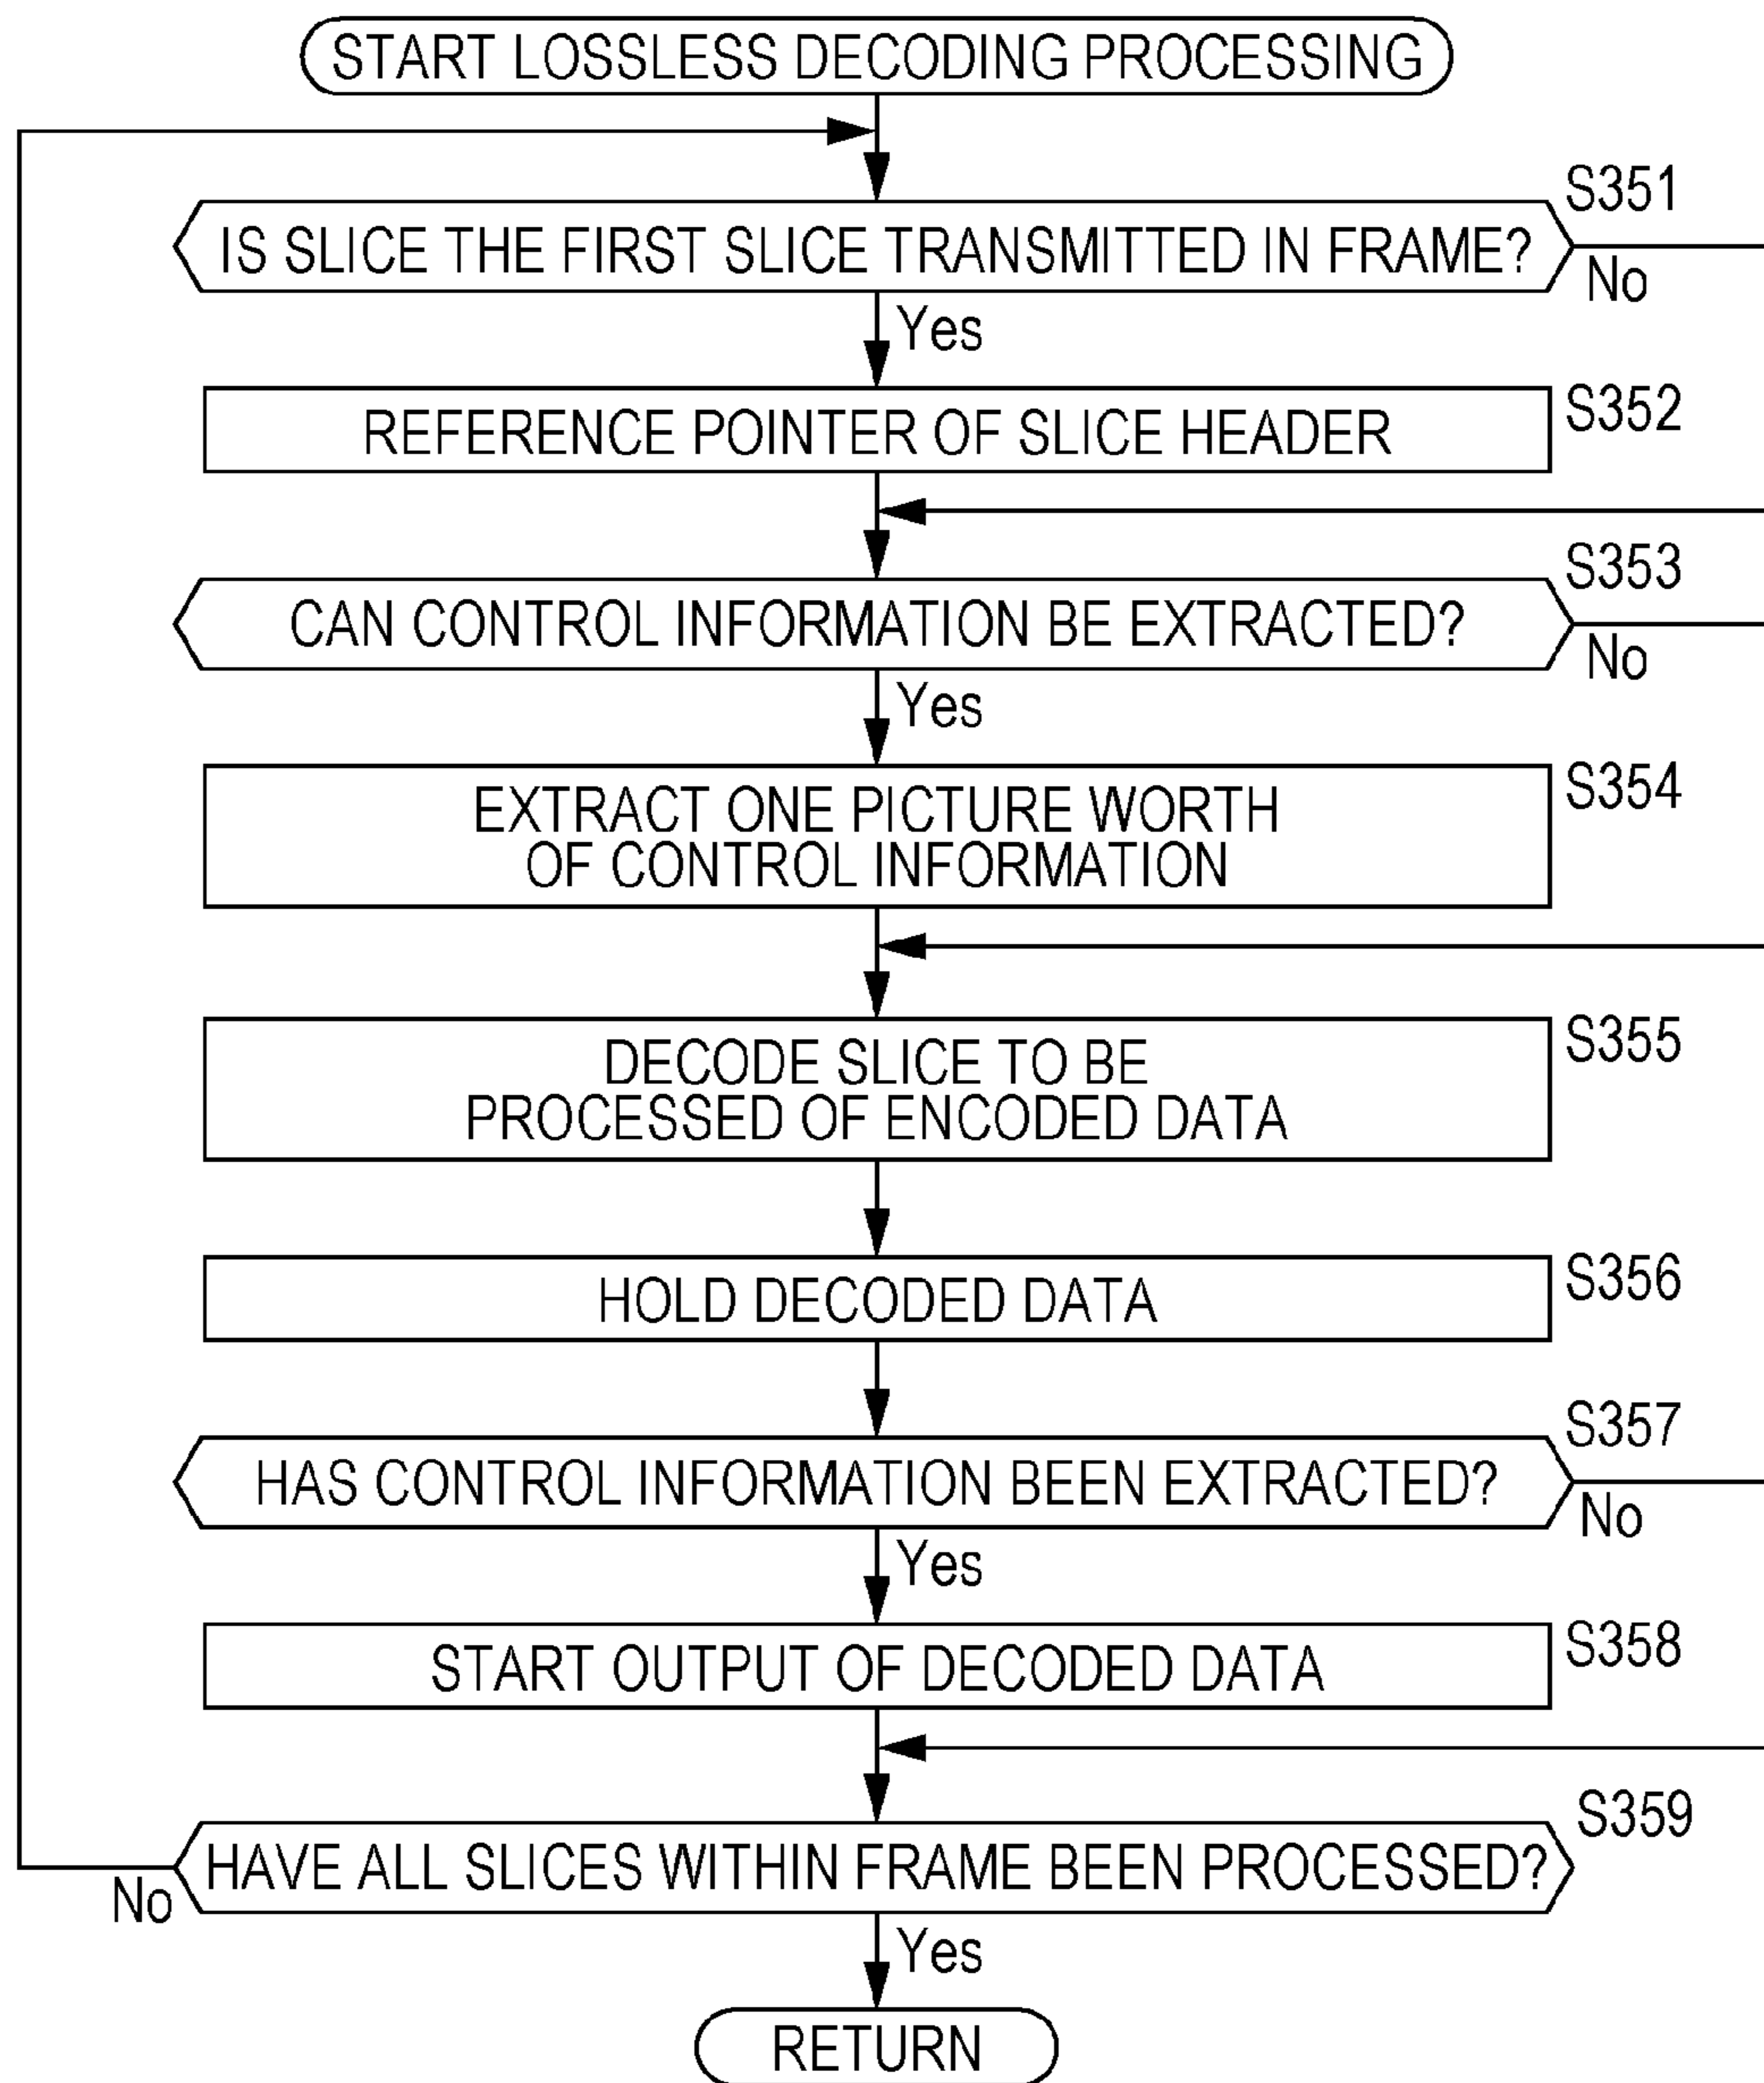 START LOSSLESS DECODING PROCESSING
S351
IS SLICE THE FIRST SLICE TRANSMITTED IN FRAME?
No
Yes
S352
REFERENCE POINTER OF SLICE HEADER
S353
CAN CONTROL INFORMATION BE EXTRACTED?
No
Yes
S354
EXTRACT ONE PICTURE WORTH
OF CONTROL INFORMATION
S355
DECODE SLICE TO BE
PROCESSED OF ENCODED DATA
S356
HOLD DECODED DATA
S357
HAS CONTROL INFORMATION BEEN EXTRACTED?
No
Yes
S358
START OUTPUT OF DECODED DATA
S359
HAVE ALL SLICES WITHIN FRAME BEEN PROCESSED?
No
Yes
RETURN